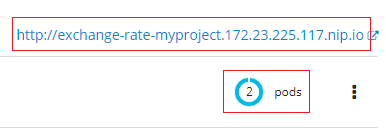 http://exchange-rate-myproject.172.23.225.117.nip.io
2 pods